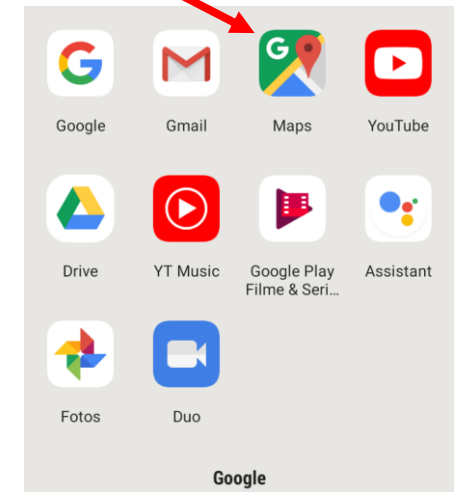 G
Google
Gmail
Maps
YouTube
Drive
YT Music
Google Play
Filme & Seri...
Assistant
Fotos
Duo
Google